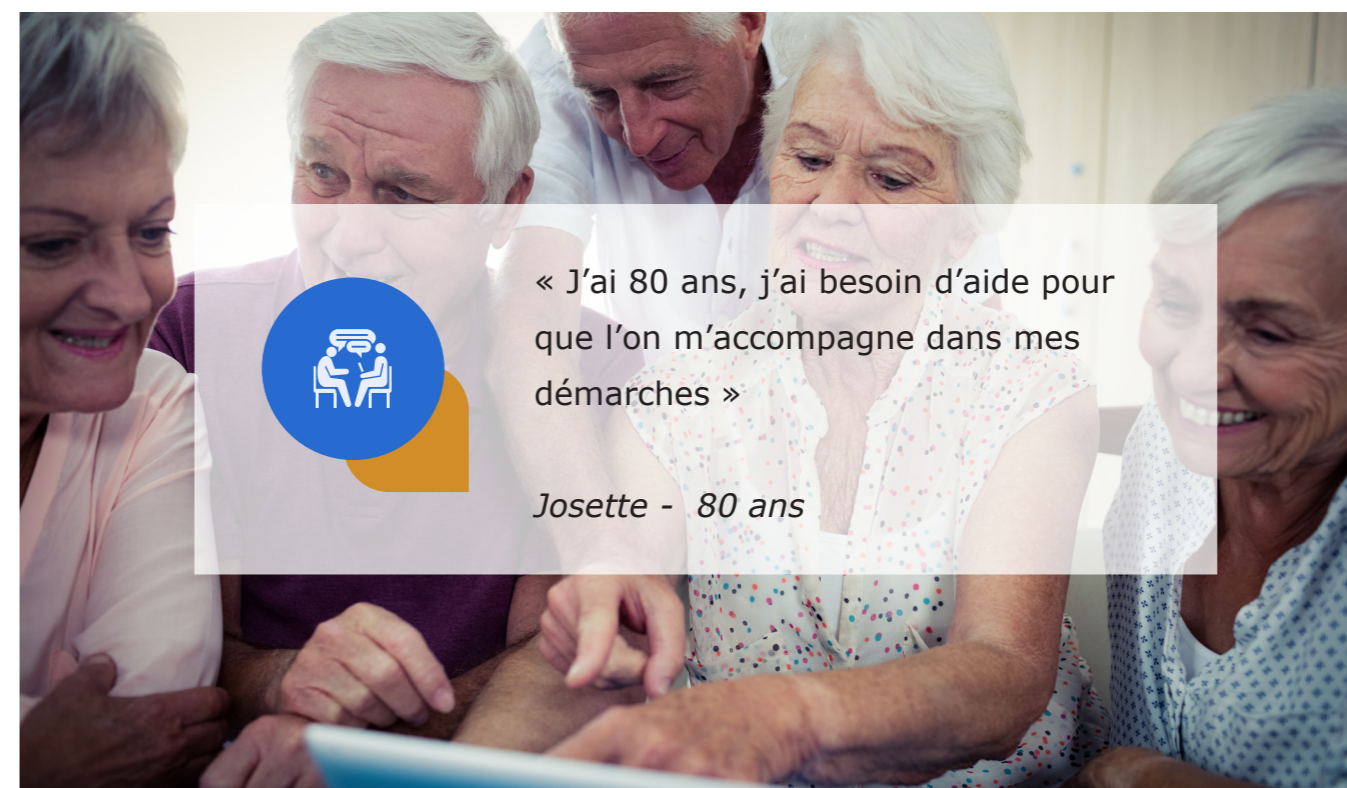 « J’ai 80 ans, j’ai besoin d’aide pour
que l’on m’accompagne dans mes
démarches »
Josette -  80 ans